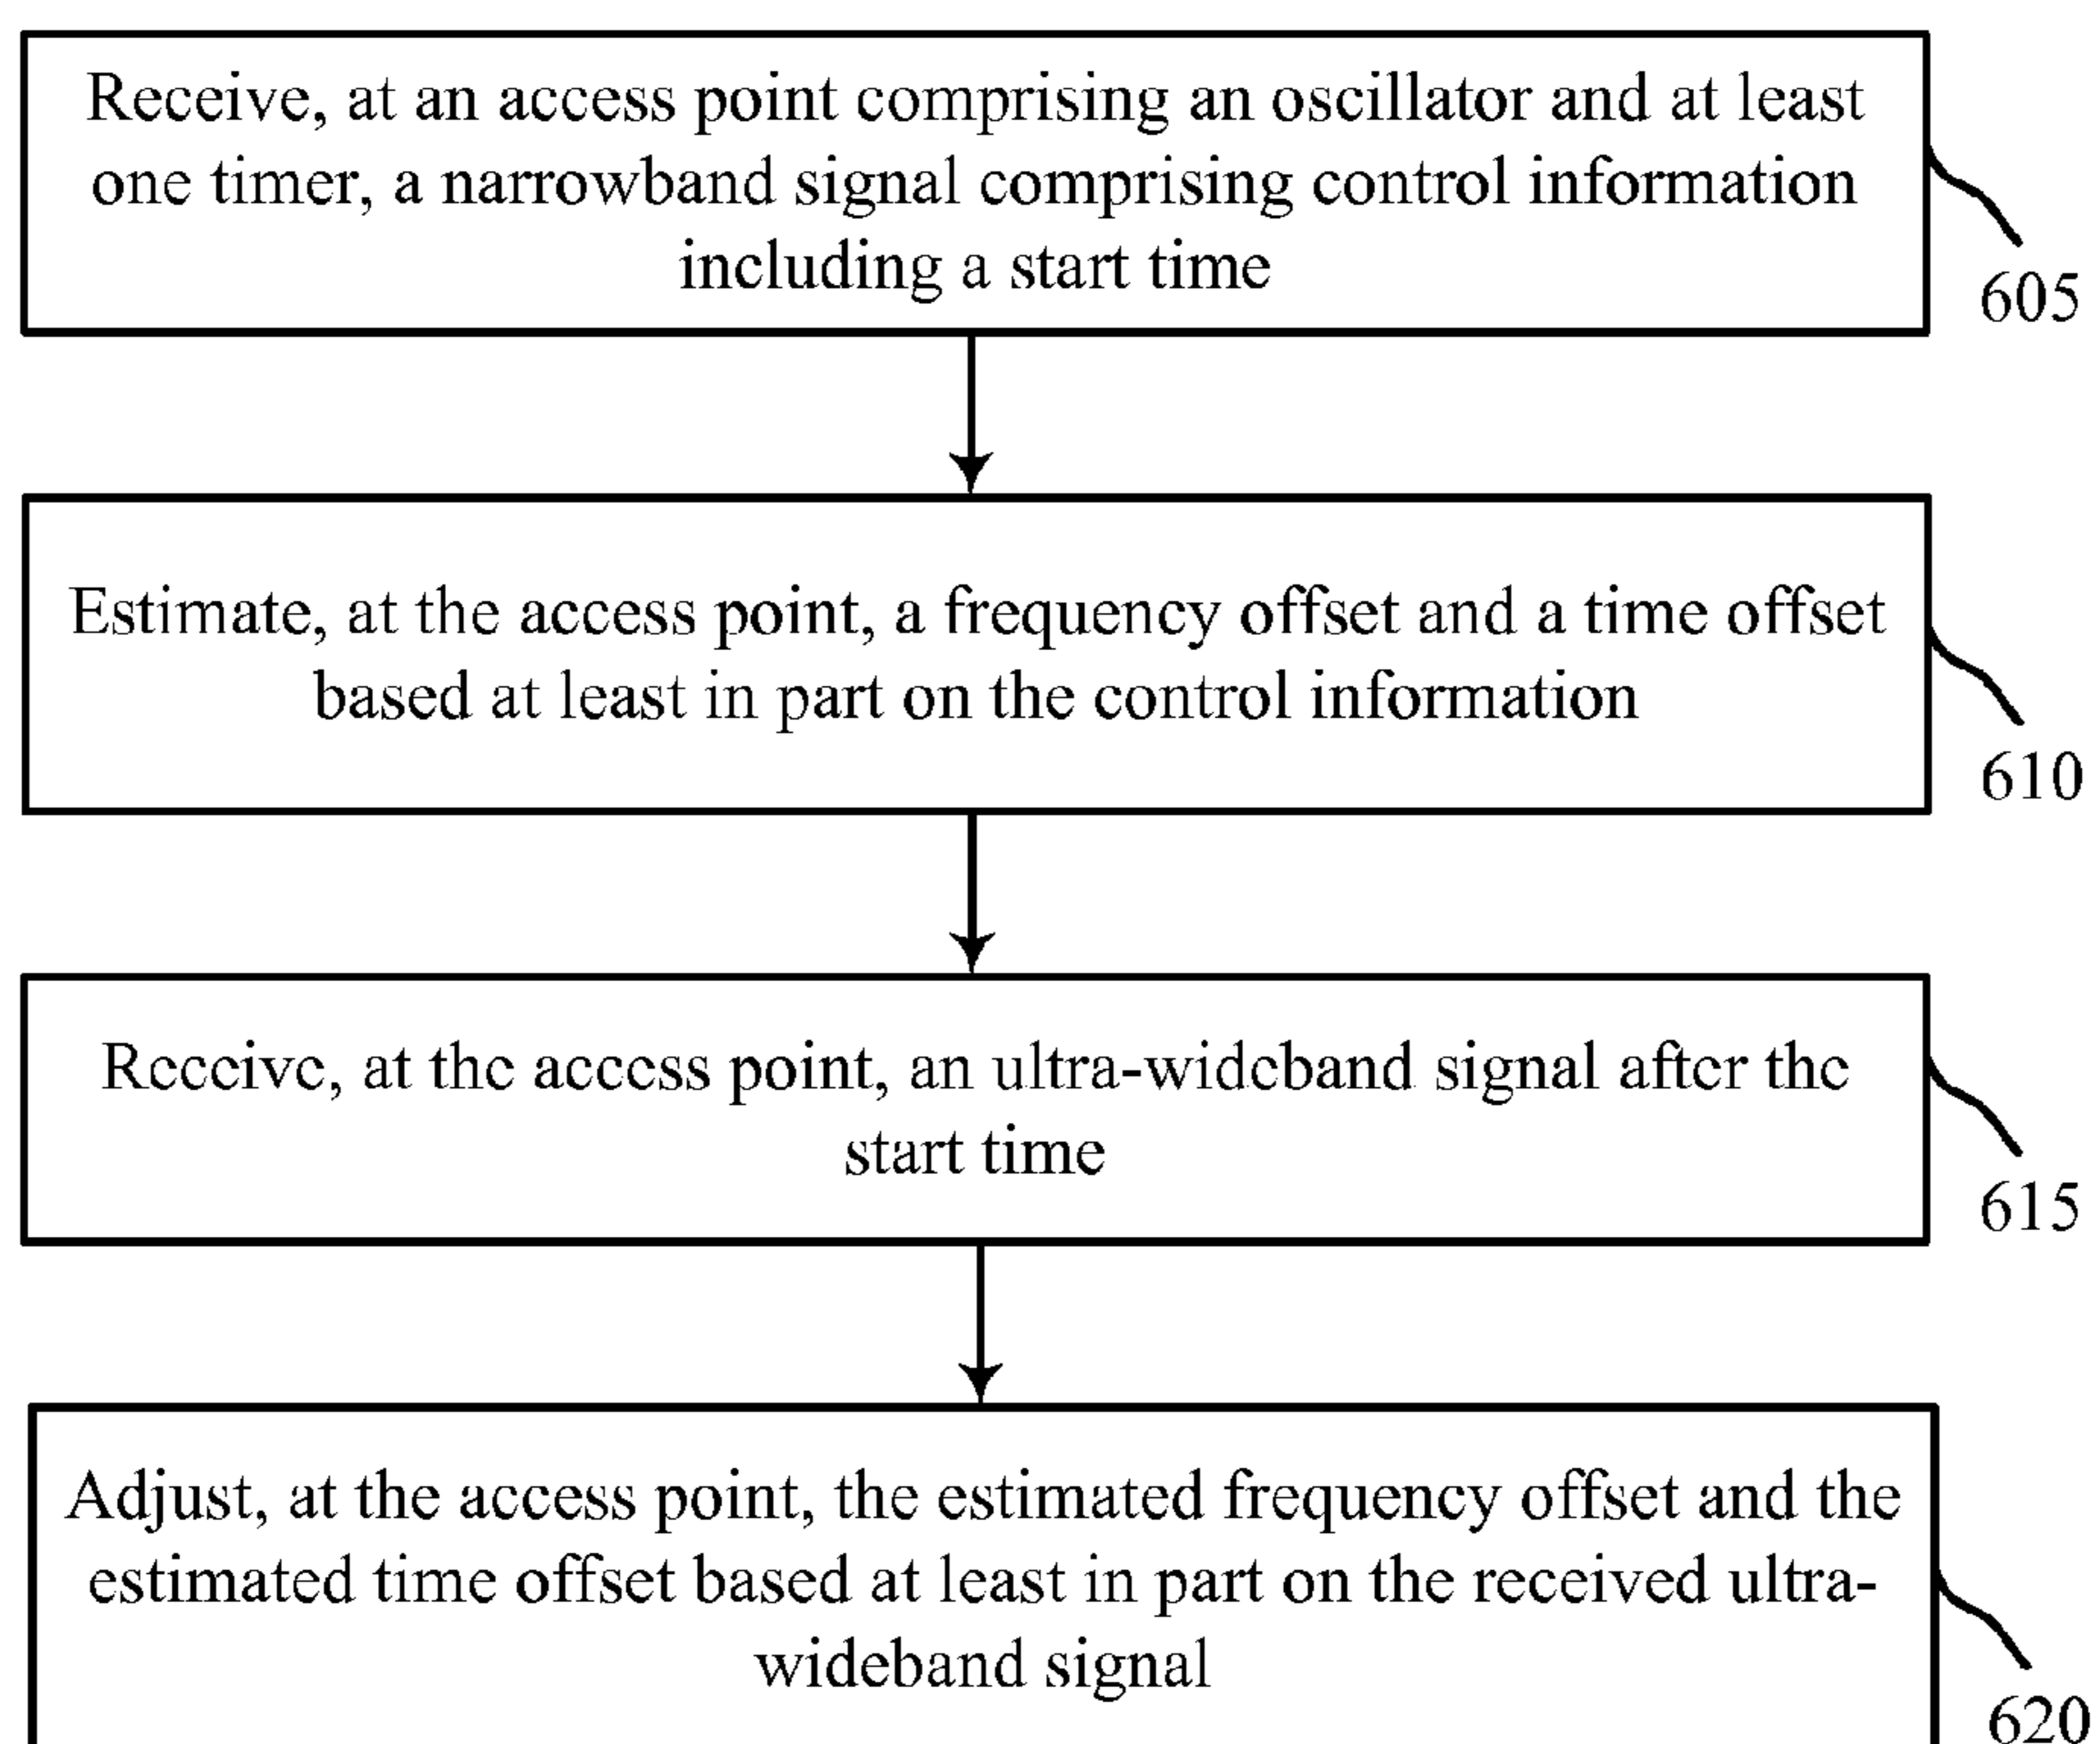 Receive, at an access point comprising an oscillator and at least
one timer, a narrowband signal comprising control information
including a start time
605
Estimate, at the access point, a frequency offset and a time offset
based at least in part on the control information
610
Receive, at the access point, an ultra-wideband signal after the
start time
615
Adjust, at the access point, the estimated frequency offset and the
estimated time offset based at least in part on the received ultra-
wideband signal
620